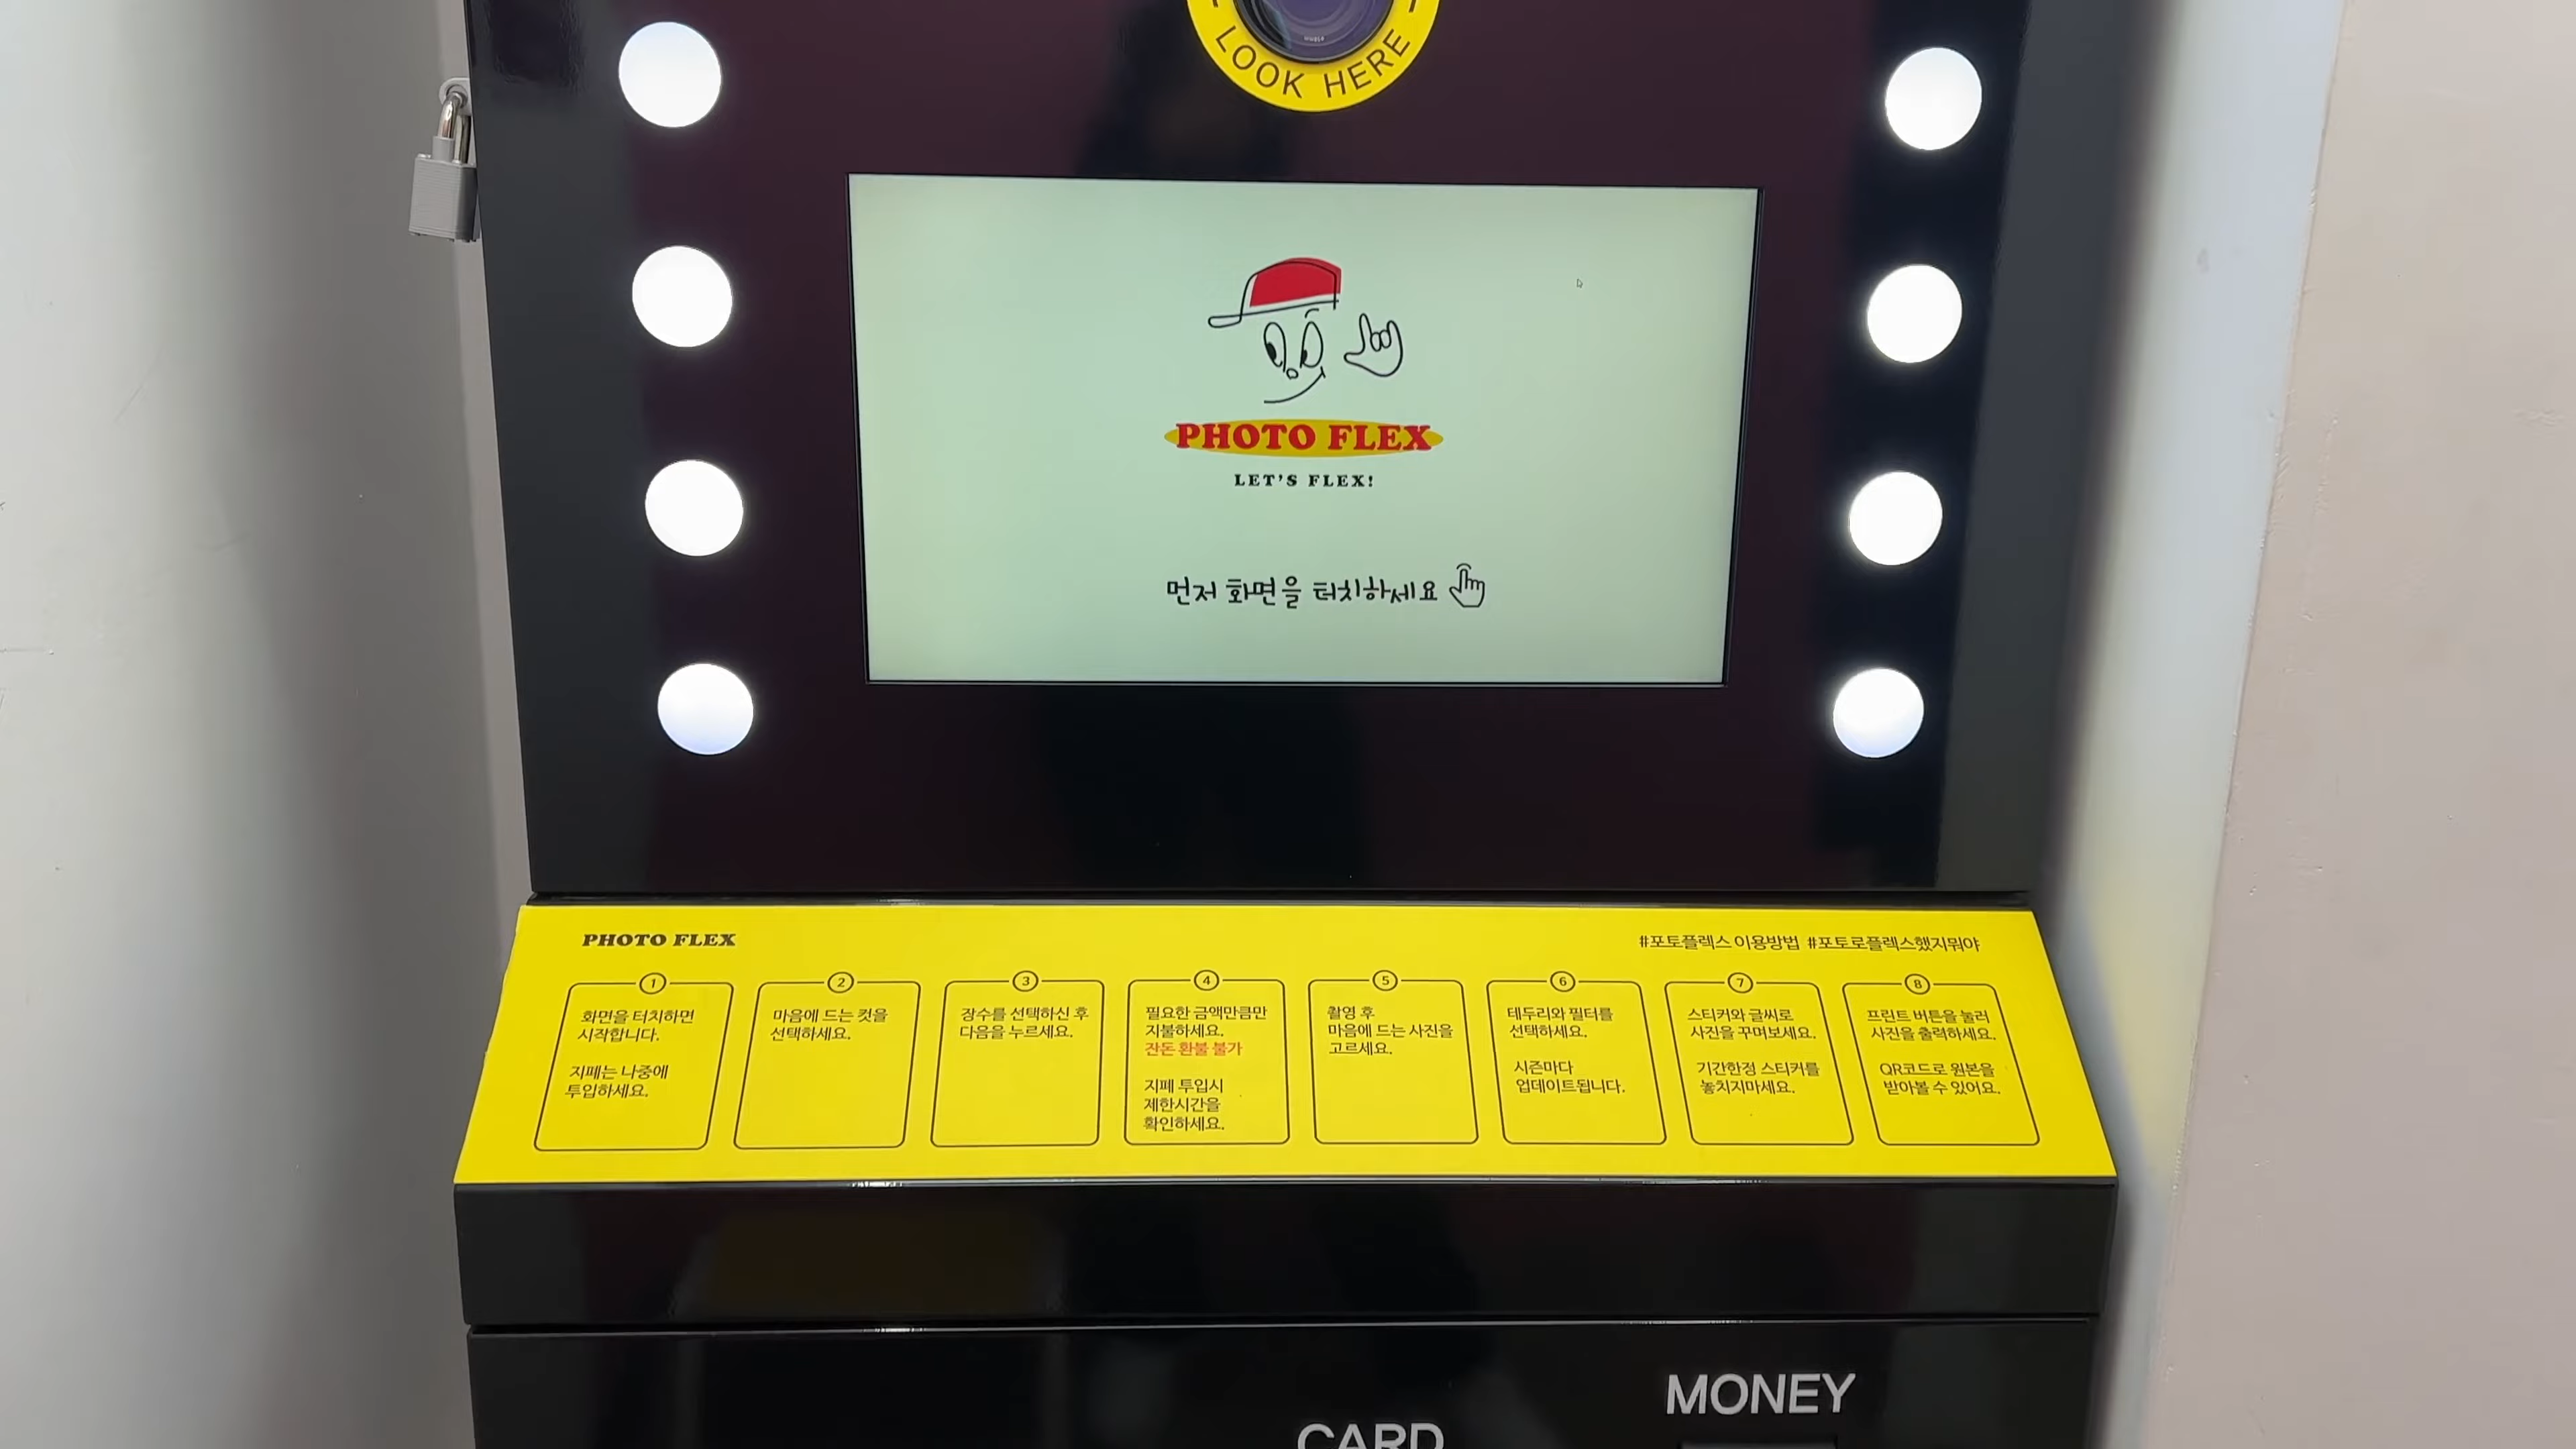 LOOK HERE
PHOTO FLEX
LET'S FLEX!
먼저 화면을 터치하세요
PHOTO FLEX
#포토플렉스 이용방법 #포토로플렉스했지뭐야
1
화면을 터치하면
시작합니다.
지폐는 나중에
투입하세요.
2
마음에 드는 컷을
선택하세요.
3
장수를 선택하신 후
다음을 누르세요.
4
필요한 금액만큼만
지불하세요.
잔돈 환불 불가
지폐 투입시
제한시간을
확인하세요.
5
촬영 후
마음에 드는 사진을
고르세요.
6
테두리와 필터를
선택하세요.
시즌마다
업데이트됩니다.
7
스티커와 글씨로
사진을 꾸며보세요.
기간한정 스티커를
놓치지마세요.
8
프린트 버튼을 눌러
사진을 출력하세요.
QR코드로 원본을
받아볼 수 있어요.
MONEY
CARD